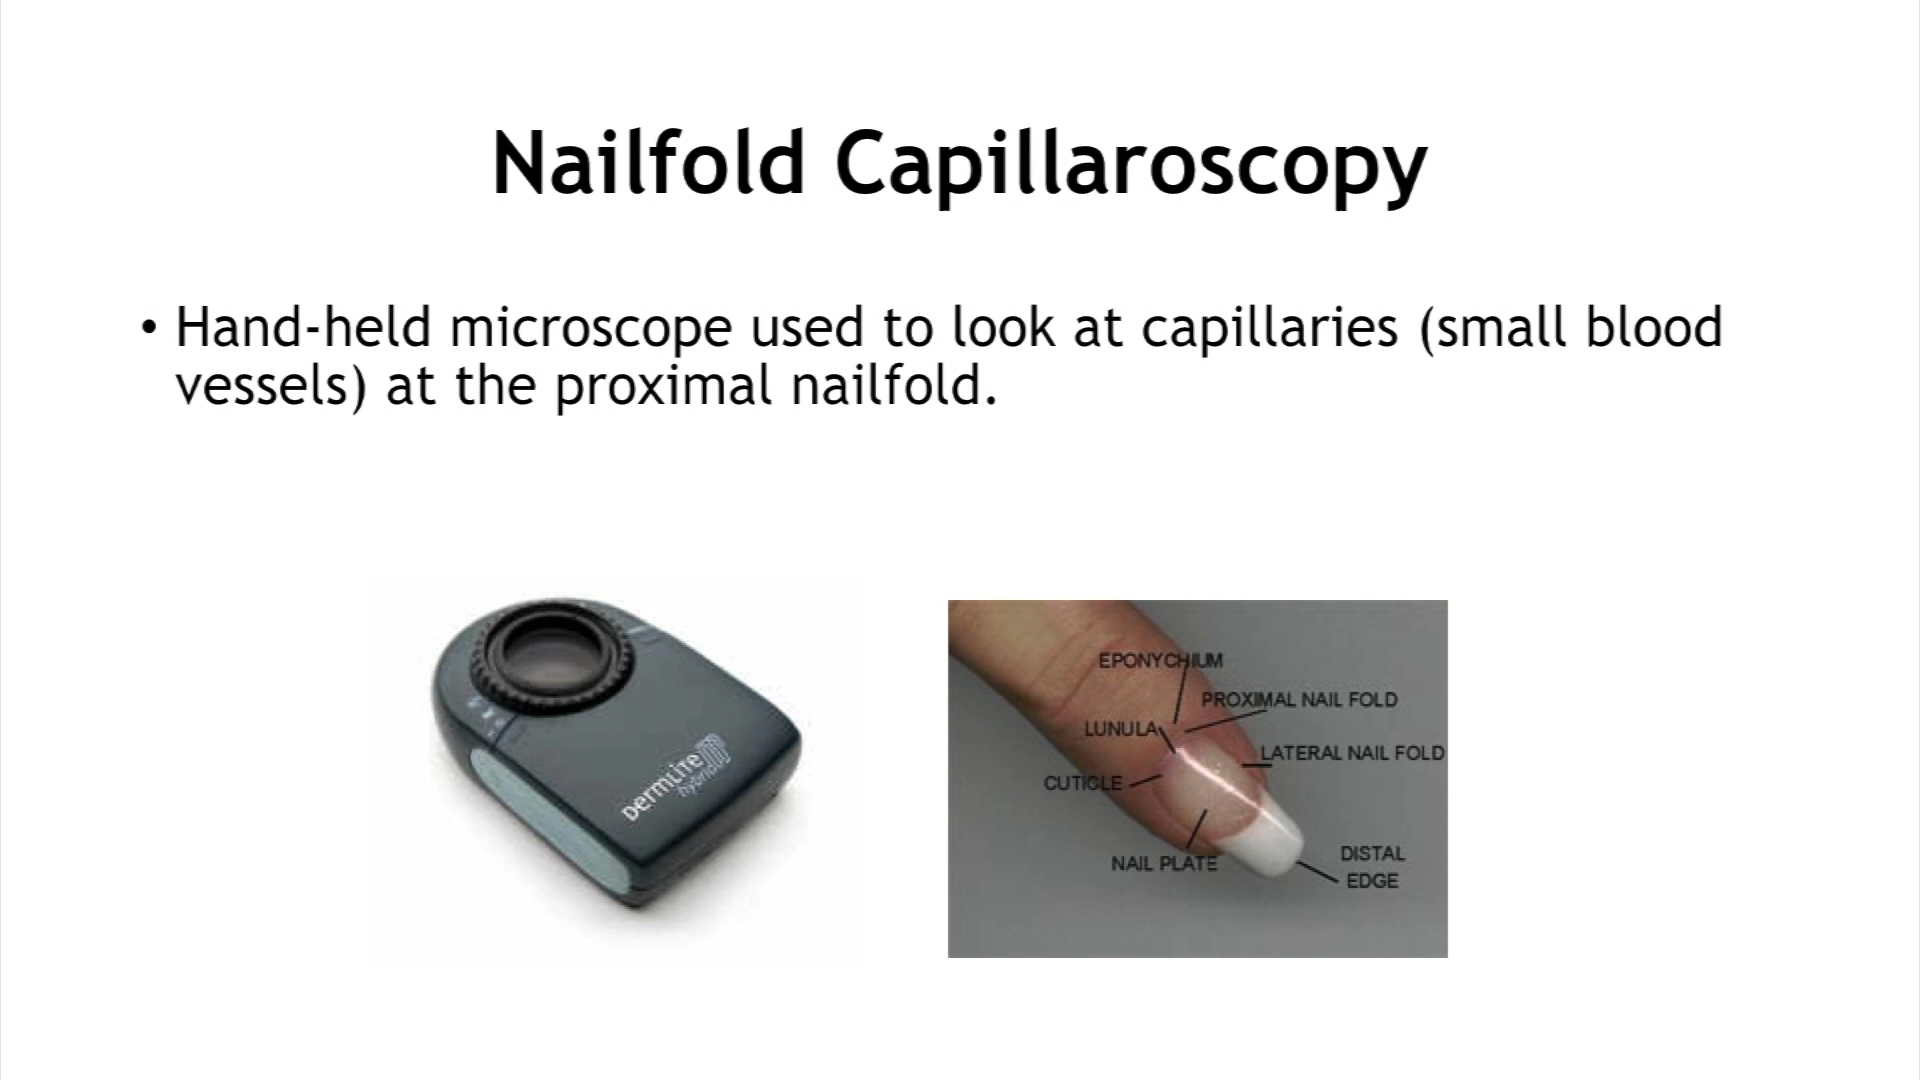 Nailfold Capillaroscopy
• Hand-held microscope used to look at capillaries (small blood
vessels) at the proximal nailfold.
DermLite
hybrid
EPONYCHIUM
PROXIMAL NAIL FOLD
LUNULA
LATERAL NAIL FOLD
CUTICLE
NAIL PLATE
DISTAL
EDGE